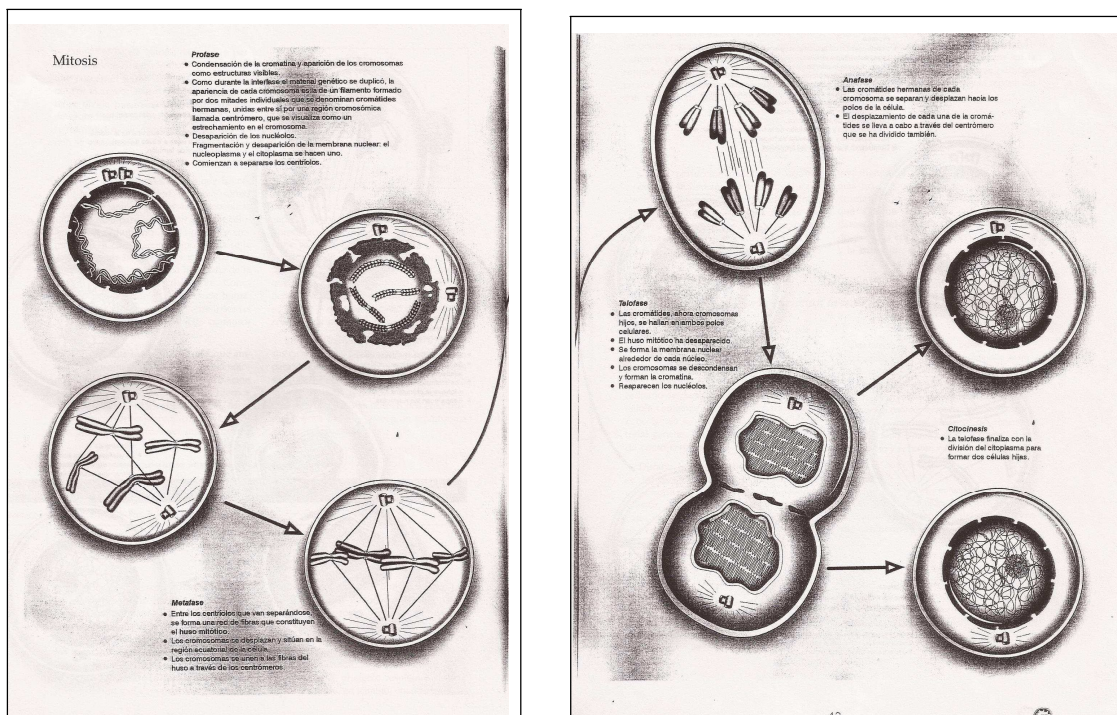 Mitosis
Profase
• Condensación de la cromatina y aparición de los cromosomas
como estructuras visibles.
• Como durante la interfase el material genético se duplicó, la
apariencia de cada cromosoma es la de un filamento formado
por dos mitades individuales que se denominan cromátides
hermanas, unidas entre sí por una región cromosómica
llamada centrómero, que se visualiza como un
estrechamiento en el cromosoma.
• Desaparición de los nucléolos.
Fragmentación y desaparición de la membrana nuclear: el
nucleoplasma y el citoplasma se hacen uno.
• Comienzan a separarse los centriolos.
Metafase
• Entre los centriolos que van separándose,
se forma una red de fibras que constituyen
el huso mitótico.
• Los cromosomas se desplazan y sitúan en la
región ecuatorial de la célula.
• Los cromosomas se unen a las fibras del
huso a través de los centrómeros.
Anafase
• Las cromátides hermanas de cada
cromosoma se separan y desplazan hacia los
polos de la célula.
• El desplazamiento de cada una de la cromá-
tides se lleva a cabo a través del centrómero
que se ha dividido también.
Telofase
• Las cromátides, ahora cromosomas
hijos, se hallan en ambos polos
celulares.
• El huso mitótico ha desaparecido.
• Se forma la membrana nuclear
alrededor de cada núcleo.
• Los cromosomas se descondensan
y forman la cromatina.
• Reaparecen los nucléolos.
Citocinesis
• La telofase finaliza con la
división del citoplasma para
formar dos células hijas.